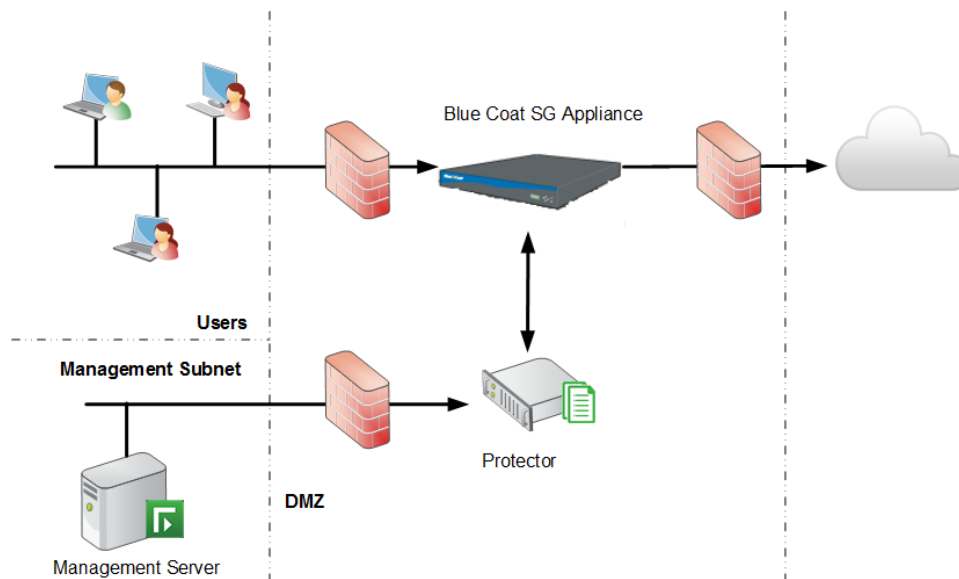 Blue Coat SG Appliance
Users
Management Subnet
Protector
DMZ
Management Server